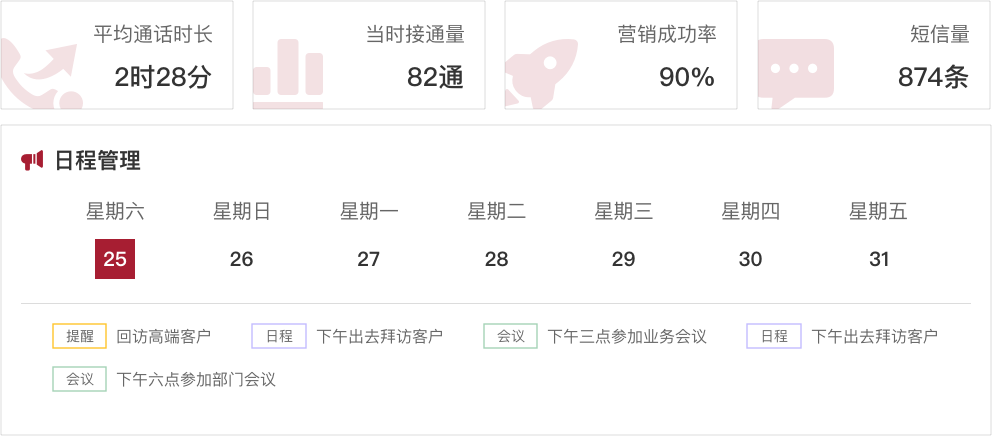 平均通话时长
2时28分
当时接通量
82通
营销成功率
90%
短信量
874条
日程管理
星期六 星期日 星期一 星期二 星期三 星期四 星期五
25 26 27 28 29 30 31
提醒 回访高端客户 日程 下午出去拜访客户 会议 下午三点参加业务会议 日程 下午出去拜访客户
会议 下午六点参加部门会议